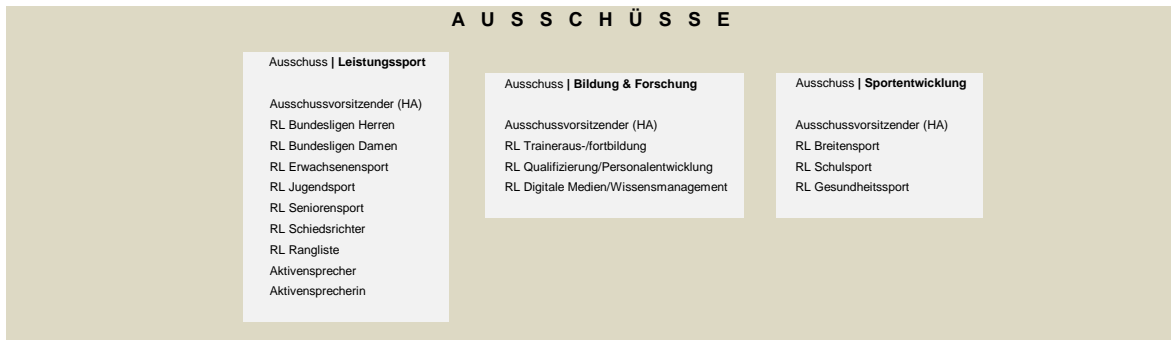 A U S S C H Ü S S E
Ausschuss | Leistungssport
Ausschussvorsitzender (HA)
RL Bundesligen Herren
RL Bundesligen Damen
RL Erwachsenensport
RL Jugendsport
RL Seniorensport
RL Schiedsrichter
RL Rangliste
Aktivensprecher
Aktivensprecherin
Ausschuss | Bildung & Forschung
Ausschussvorsitzender (HA)
RL Traineraus-/fortbildung
RL Qualifizierung/Personalentwicklung
RL Digitale Medien/Wissensmanagement
Ausschuss | Sportentwicklung
Ausschussvorsitzender (HA)
RL Breitensport
RL Schulsport
RL Gesundheitssport